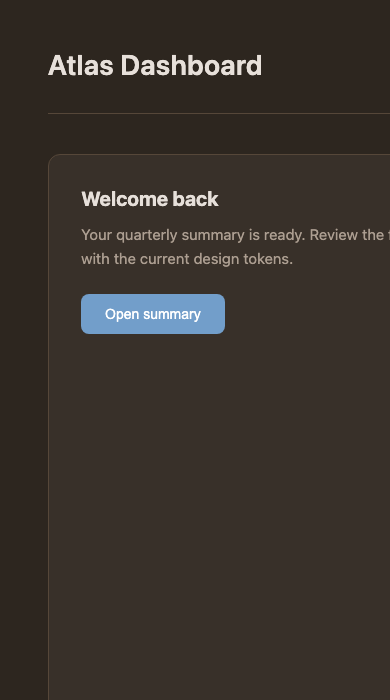 Atlas Dashboard
Welcome back
Your quarterly summary is ready. Review the
with the current design tokens.
Open summary